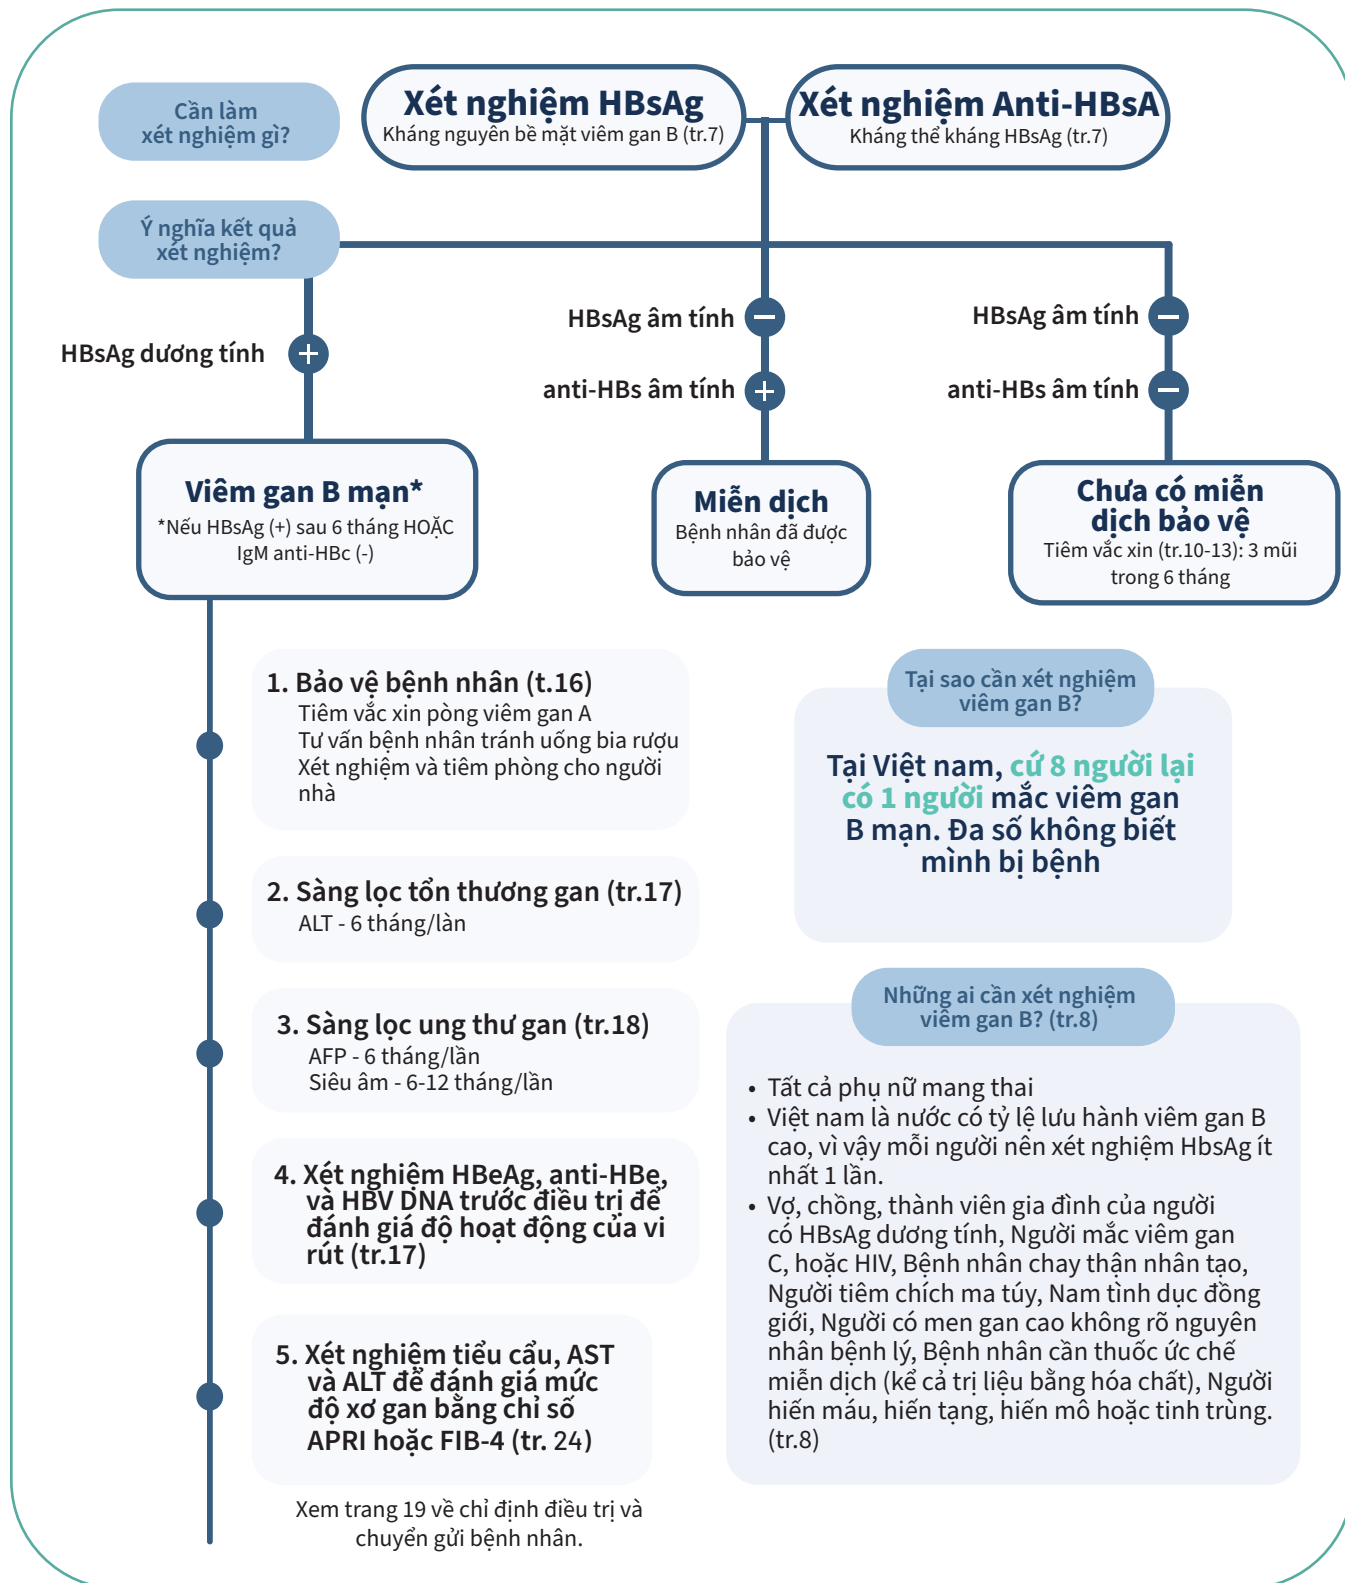 Cần làm
xét nghiệm gì?
Xét nghiệm HBsAg
Kháng nguyên bề mặt viêm gan B (tr.7)
Xét nghiệm Anti-HBsA
Kháng thể kháng HBsAg (tr.7)
Ý nghĩa kết quả
xét nghiệm?
HBsAg dương tính
+
HBsAg âm tính
−
anti-HBs âm tính
+
HBsAg âm tính
−
anti-HBs âm tính
−
Viêm gan B mạn*
*Nếu HBsAg (+) sau 6 tháng HOẶC
IgM anti-HBc (-)
Miễn dịch
Bệnh nhân đã được
bảo vệ
Chưa có miễn
dịch bảo vệ
Tiêm vắc xin (tr.10-13): 3 mũi
trong 6 tháng
1. Bảo vệ bệnh nhân (t.16)
Tiêm vắc xin pòng viêm gan A
Tư vấn bệnh nhân tránh uống bia rượu
Xét nghiệm và tiêm phòng cho người
nhà
2. Sàng lọc tổn thương gan (tr.17)
ALT - 6 tháng/làn
3. Sàng lọc ung thư gan (tr.18)
AFP - 6 tháng/lần
Siêu âm - 6-12 tháng/lần
4. Xét nghiệm HBeAg, anti-HBe,
và HBV DNA trước điều trị để
đánh giá độ hoạt động của vi
rút (tr.17)
5. Xét nghiệm tiểu cẩu, AST
và ALT để đánh giá mức
độ xơ gan bằng chỉ số
APRI hoặc FIB-4 (tr. 24)
Xem trang 19 về chỉ định điều trị và
chuyển gửi bệnh nhân.
Tại sao cần xét nghiệm
viêm gan B?
Tại Việt nam, cứ 8 người lại
có 1 người mắc viêm gan
B mạn. Đa số không biết
mình bị bệnh
Những ai cần xét nghiệm
viêm gan B? (tr.8)
• Tất cả phụ nữ mang thai
• Việt nam là nước có tỷ lệ lưu hành viêm gan B
cao, vì vậy mỗi người nên xét nghiệm HbsAg ít
nhất 1 lần.
• Vợ, chồng, thành viên gia đình của người
có HBsAg dương tính, Người mắc viêm gan
C, hoặc HIV, Bệnh nhân chay thận nhân tạo,
Người tiêm chích ma túy, Nam tình dục đồng
giới, Người có men gan cao không rõ nguyên
nhân bệnh lý, Bệnh nhân cần thuốc ức chế
miễn dịch (kể cả trị liệu bằng hóa chất), Người
hiến máu, hiến tạng, hiến mô hoặc tinh trùng.
(tr.8)